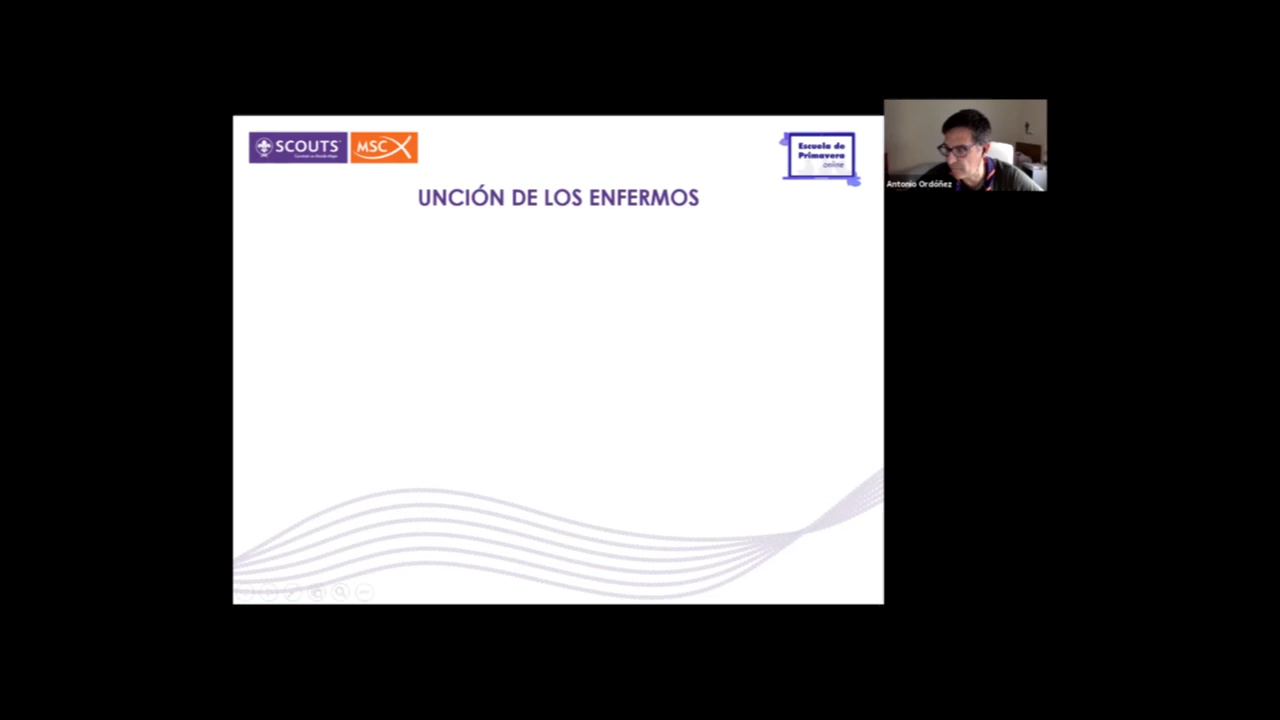 SCOUTS
MSC
Escuela de
Primavera
online
UNCIÓN DE LOS ENFERMOS
Antonio Ordóñez